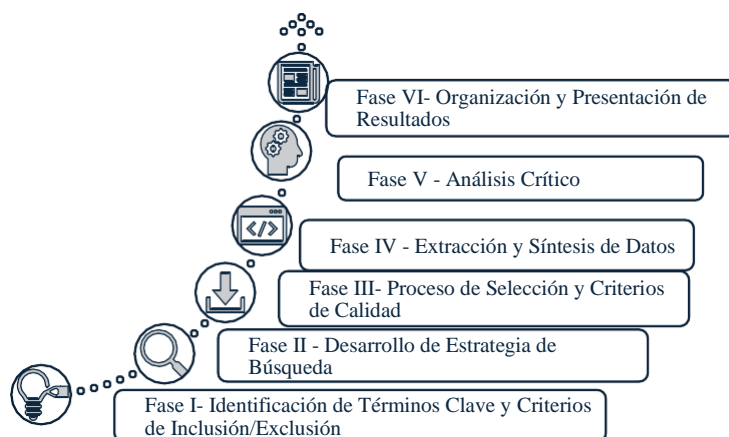 Fase VI- Organización y Presentación de
Resultados
Fase V - Análisis Crítico
</>
Fase IV - Extracción y Síntesis de Datos
Fase III- Proceso de Selección y Criterios
de Calidad
Fase II - Desarrollo de Estrategia de
Búsqueda
Fase I- Identificación de Términos Clave y Criterios
de Inclusión/Exclusión